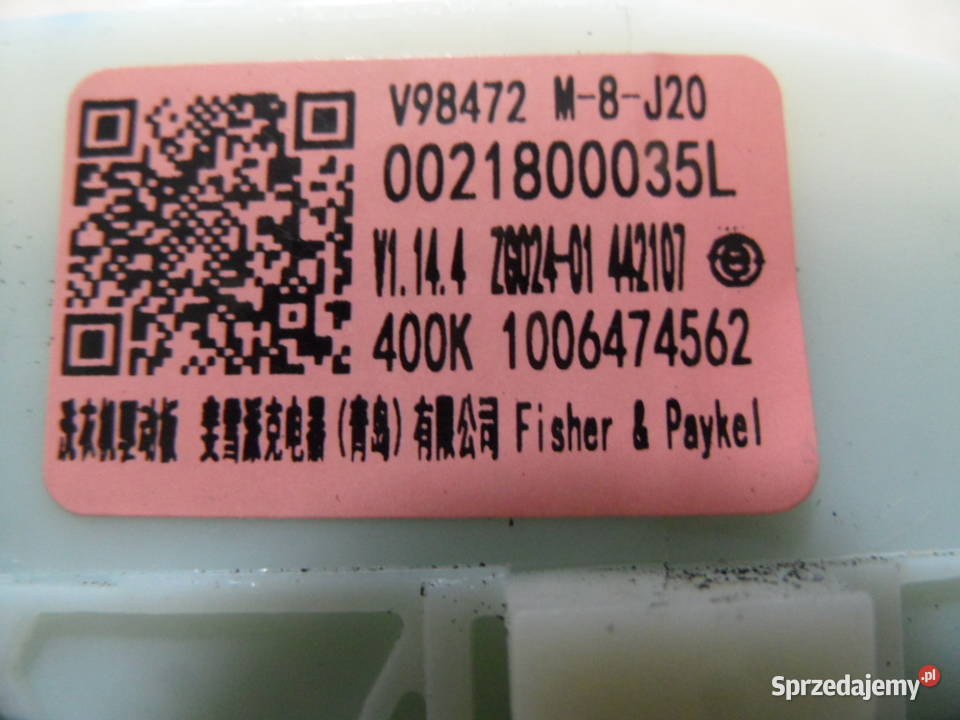 V98472 M-8-J20
0021800035L
V1.14.4 ZG024-01 442107
400K 1006474562
洗衣机驱动板 斐雪派克电器(青岛)有限公司 Fisher & Paykel
Sprzedajemy.pl